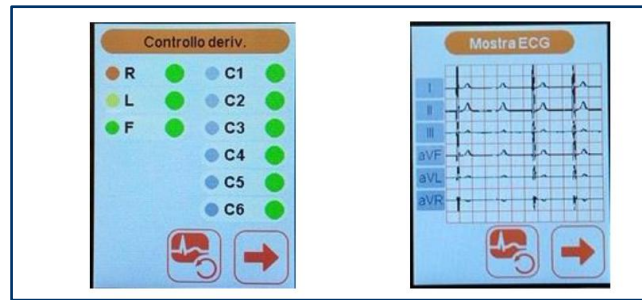 Controllo deriv.
R C1
L C2
F C3
C4
C5
C6
Mostra ECG
I
II
III
aVF
aVL
aVR